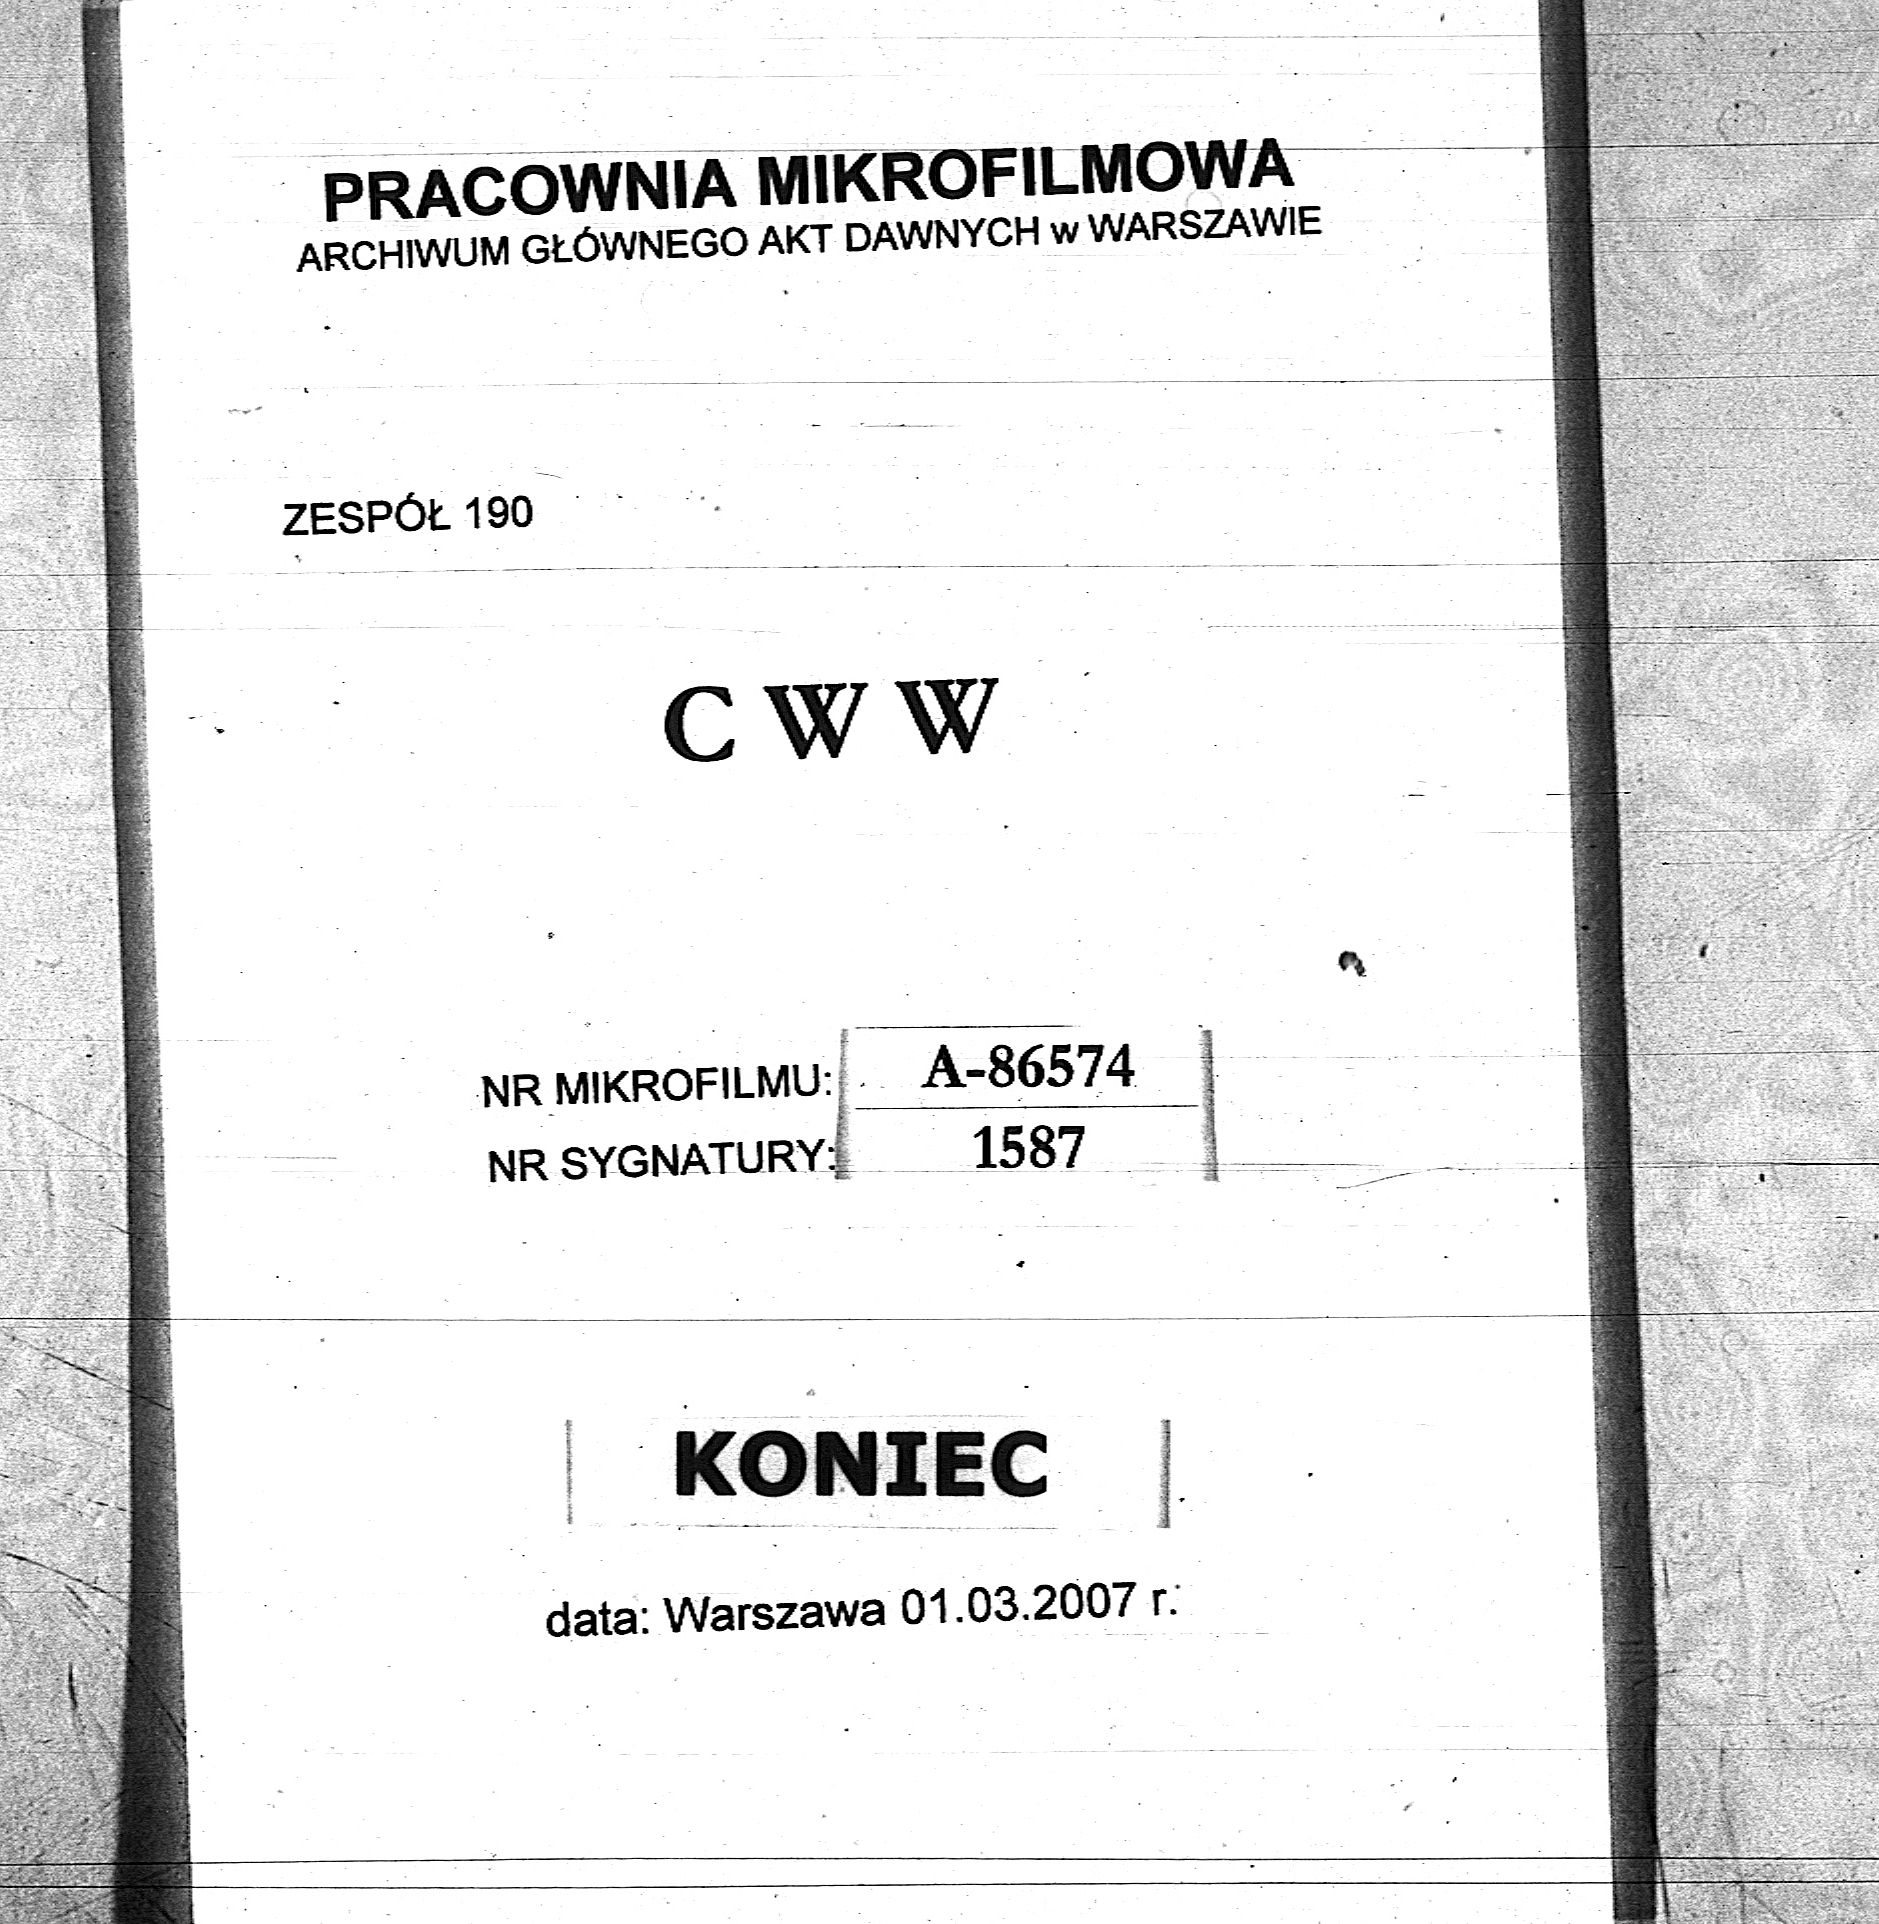 PRACOWNIA MIKROFILMOWA
ARCHIWUM GŁÓWNEGO AKT DAWNYCH w WARSZAWIE
ZESPÓŁ 190
C W W
NR MIKROFILMU: A-86574
NR SYGNATURY: 1587
KONIEC
data: Warszawa 01.03.2007 r.